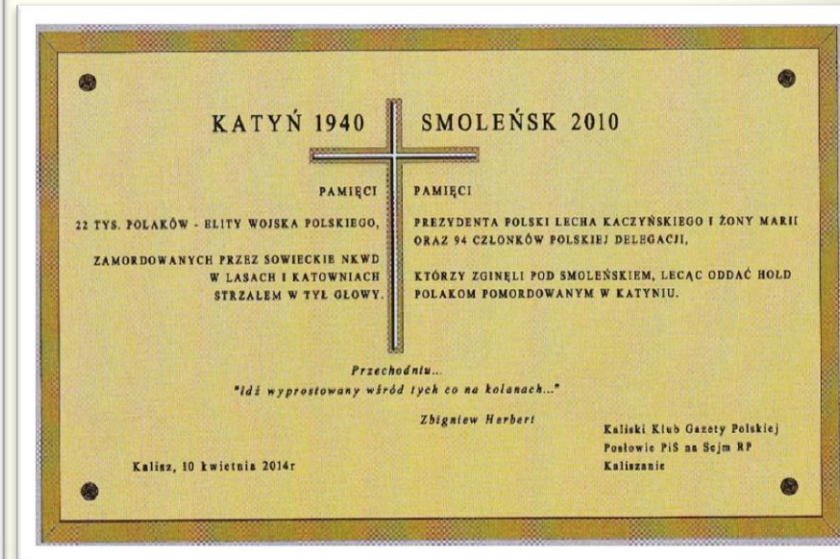 KATYŃ 1940
PAMIĘCI
22 TYS. POLAKÓW - ELITY WOJSKA POLSKIEGO,
ZAMORDOWANYCH PRZEZ SOWIECKIE NKWD
W LASACH I KATOWNIACH
STRZAŁEM W TYŁ GŁOWY.
SMOLEŃSK 2010
PAMIĘCI
PREZYDENTA POLSKI LECHA KACZYŃSKIEGO I ŻONY MARII
ORAZ 94 CZŁONKÓW POLSKIEJ DELEGACJI,
KTÓRZY ZGINĘLI POD SMOLEŃSKIEM, LECĄC ODDAĆ HOŁD
POLAKOM POMORDOWANYM W KATYNIU.
Przechodniu...
"idź wyprostowany wśród tych co na kolanach..."
Zbigniew Herbert
Kaliski Klub Gazety Polskiej
Posłowie PiS na Sejm RP
Kaliszanie
Kalisz, 10 kwietnia 2014r